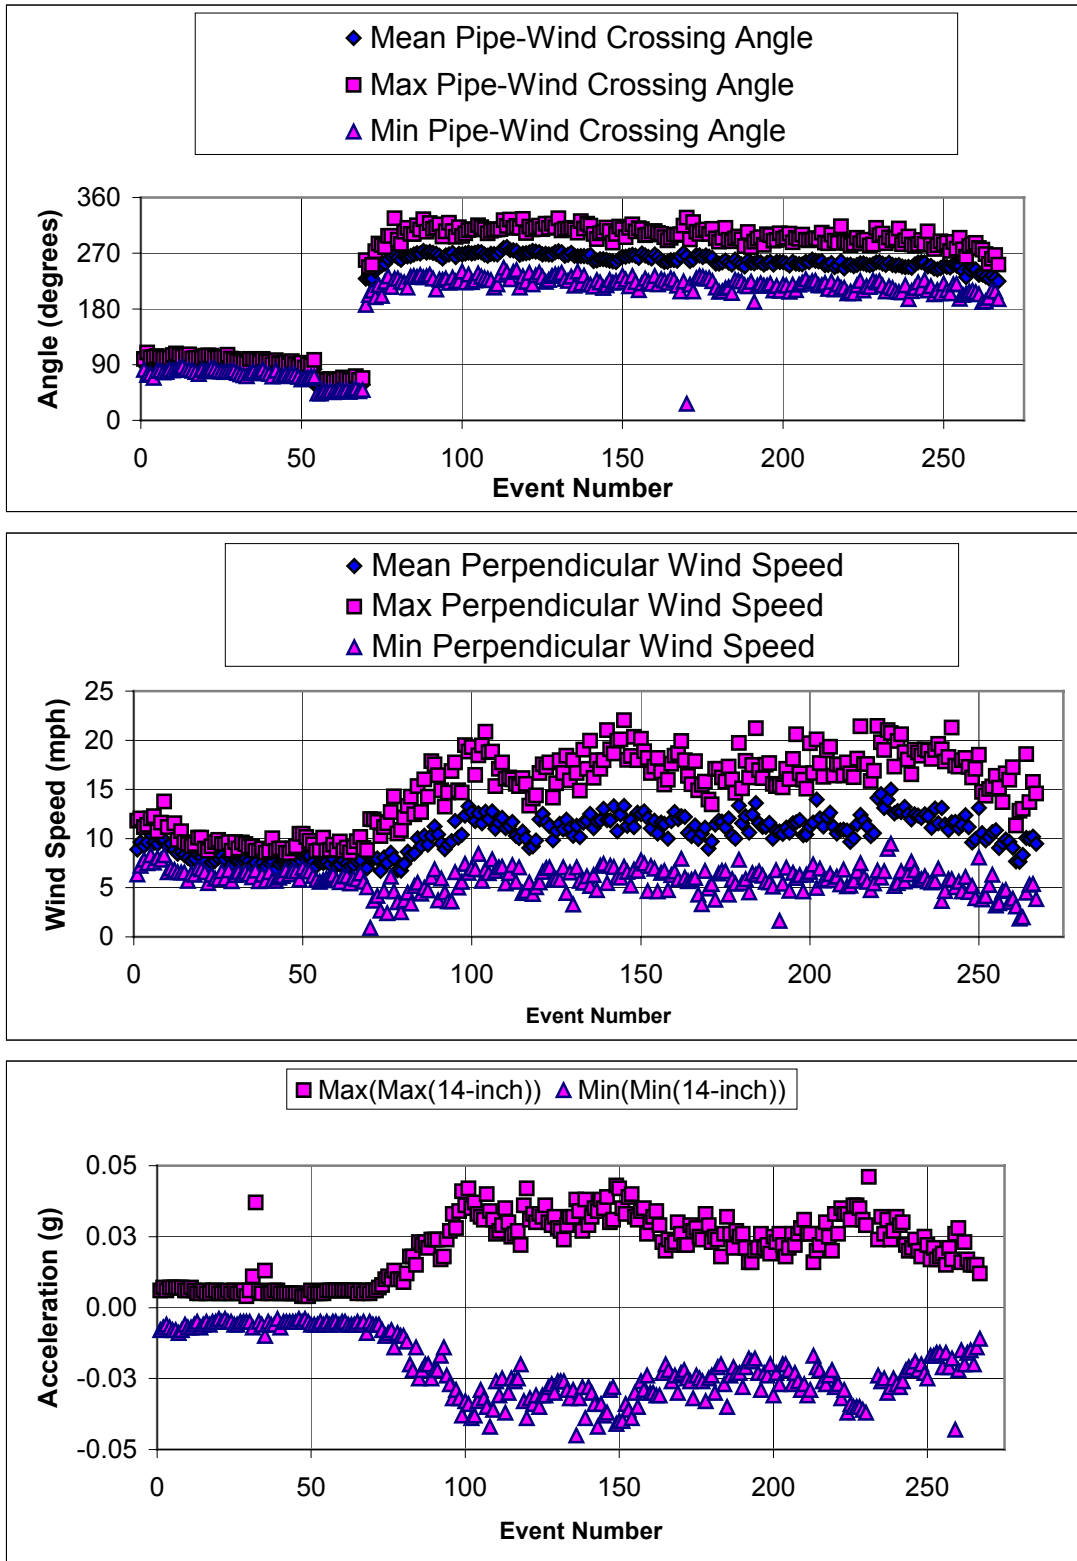 Mean Pipe-Wind Crossing Angle
Max Pipe-Wind Crossing Angle
Min Pipe-Wind Crossing Angle
360
270
180
90
0
Angle (degrees)
0 50 100 150 200 250
Event Number
Mean Perpendicular Wind Speed
Max Perpendicular Wind Speed
Min Perpendicular Wind Speed
25
20
15
10
5
0
Wind Speed (mph)
0 50 100 150 200 250
Event Number
Max(Max(14-inch)) Min(Min(14-inch))
0.05
0.03
0.00
-0.03
-0.05
Acceleration (g)
0 50 100 150 200 250
Event Number